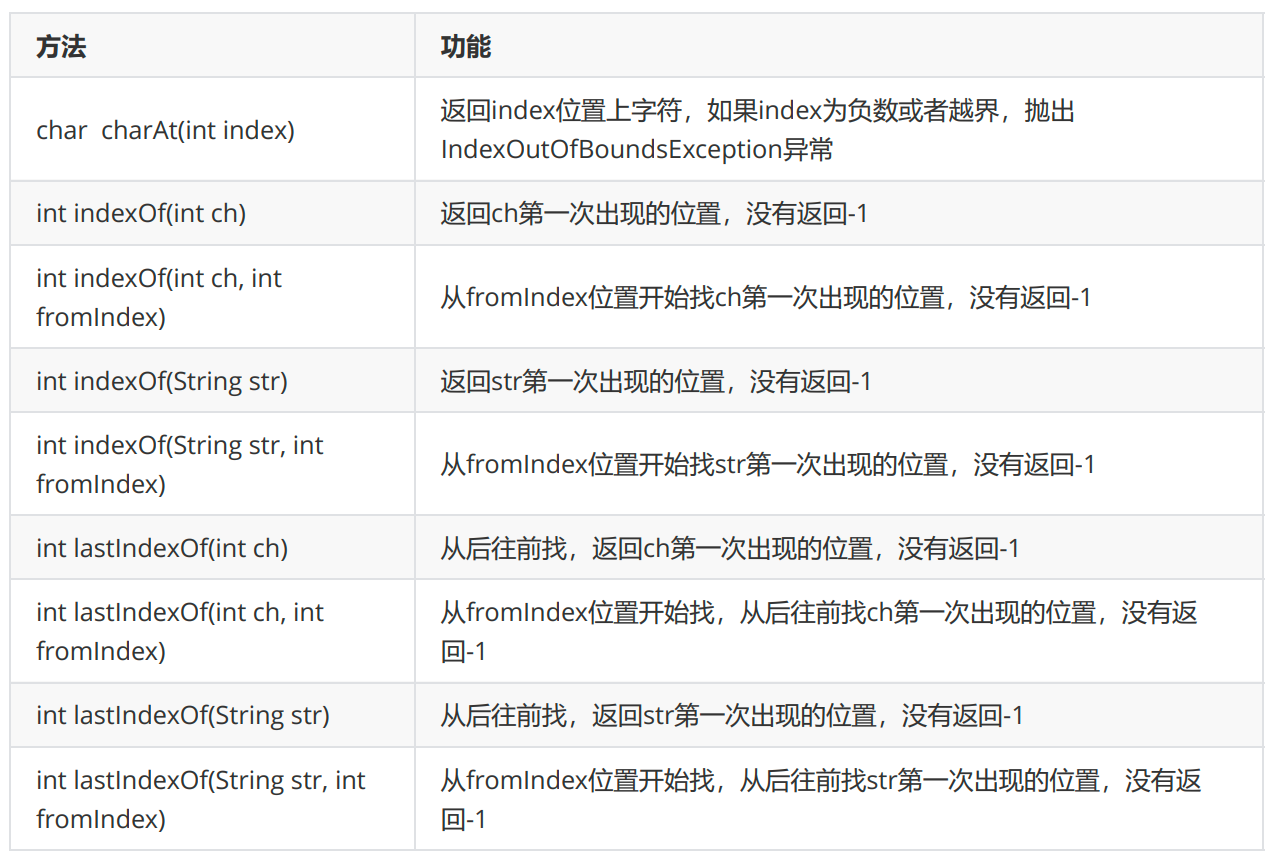 方法
功能
char  charAt(int index)
返回index位置上字符，如果index为负数或者越界，抛出
IndexOutOfBoundsException异常
int indexOf(int ch)
返回ch第一次出现的位置，没有返回-1
int indexOf(int ch, int
fromIndex)
从fromIndex位置开始找ch第一次出现的位置，没有返回-1
int indexOf(String str)
返回str第一次出现的位置，没有返回-1
int indexOf(String str, int
fromIndex)
从fromIndex位置开始找str第一次出现的位置，没有返回-1
int lastIndexOf(int ch)
从后往前找，返回ch第一次出现的位置，没有返回-1
int lastIndexOf(int ch, int
fromIndex)
从fromIndex位置开始找，从后往前找ch第一次出现的位置，没有返
回-1
int lastIndexOf(String str)
从后往前找，返回str第一次出现的位置，没有返回-1
int lastIndexOf(String str, int
fromIndex)
从fromIndex位置开始找，从后往前找str第一次出现的位置，没有返
回-1